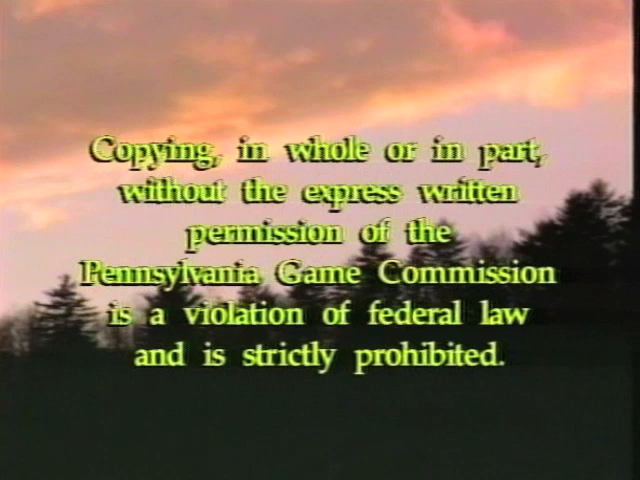 Copying, in whole or in part,
without the express written
permission of the
Pennsylvania Game Commission
is a violation of federal law
and is strictly prohibited.